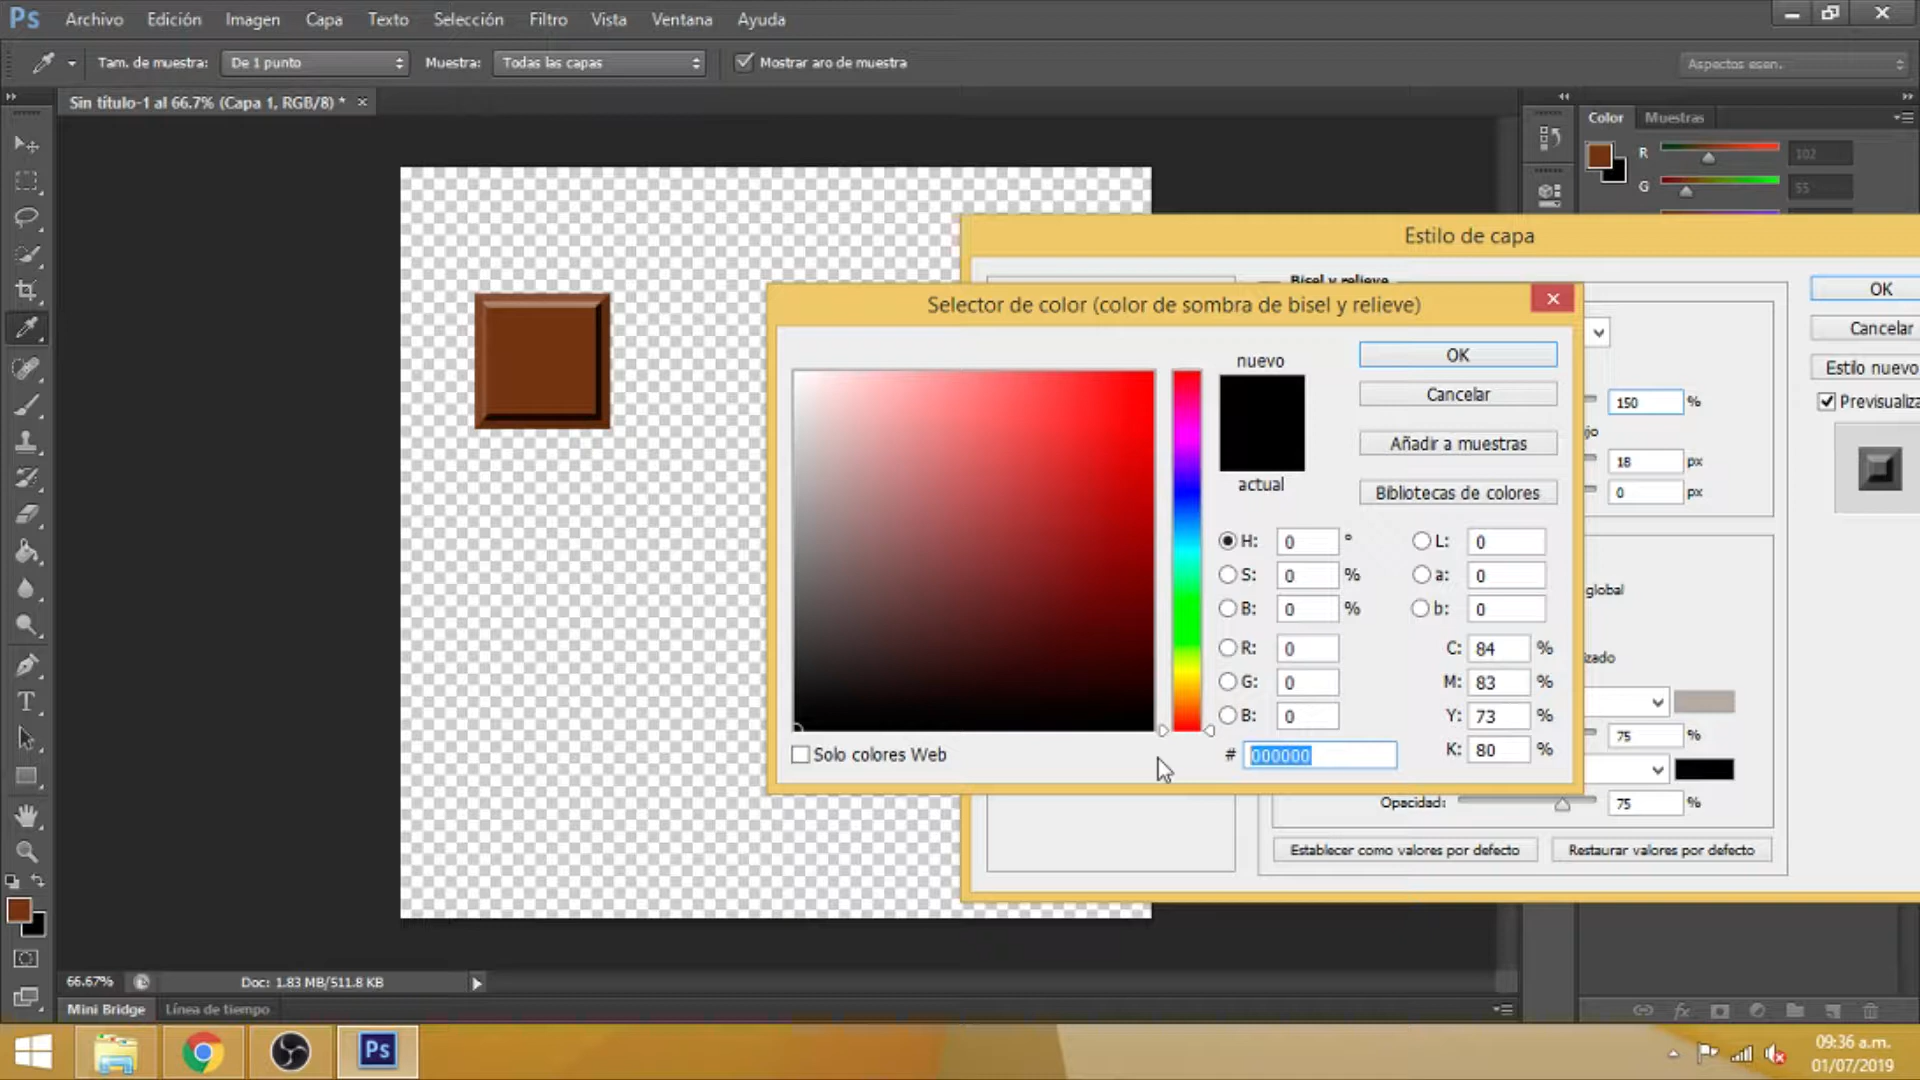 Ps Archivo Edición Imagen Capa Texto Selección Filtro Vista Ventana Ayuda
Tam. de muestra: De 1 punto Muestra: Todas las capas Mostrar aro de muestra Aspectos esen.
Sin título-1 al 66.7% (Capa 1, RGB/8) * ×
Color Muestras
R 102
G 55
Estilo de capa
Bisel y relieve
OK
Cancelar
Estilo nuevo
Previsualiza
150 %
18 px
0 px
global
75 %
Opacidad: 75 %
Establecer como valores por defecto Restaurar valores por defecto
Selector de color (color de sombra de bisel y relieve)
nuevo
actual
OK
Cancelar
Añadir a muestras
Bibliotecas de colores
H: 0 ° L: 0
S: 0 % a: 0
B: 0 % b: 0
R: 0 C: 84 %
G: 0 M: 83 %
B: 0 Y: 73 %
# 000000 K: 80 %
Solo colores Web
66.67% Doc: 1.83 MB/511.8 KB
Mini Bridge Línea de tiempo
T
fx
Ps
09:36 a.m.
01/07/2019